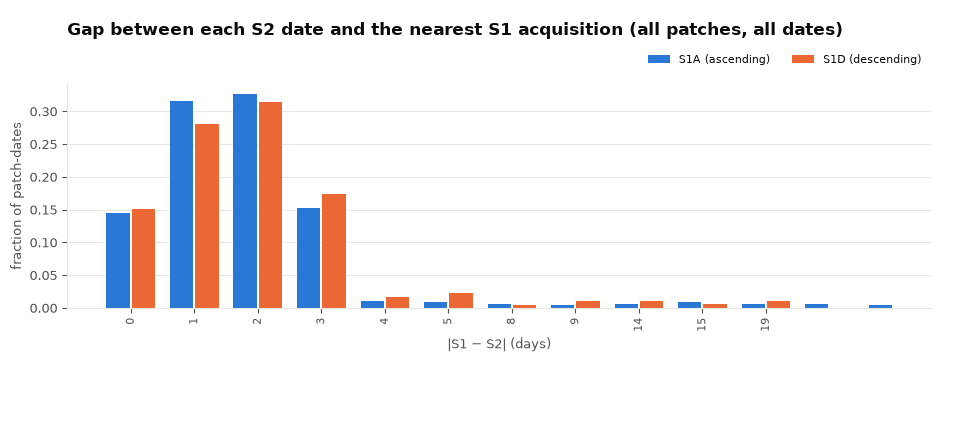 Gap between each S2 date and the nearest S1 acquisition (all patches, all dates)
S1A (ascending) S1D (descending)
fraction of patch-dates
0.30
0.25
0.20
0.15
0.10
0.05
0.00
0 1 2 3 4 5 8 9 14 15 19
|S1 − S2| (days)